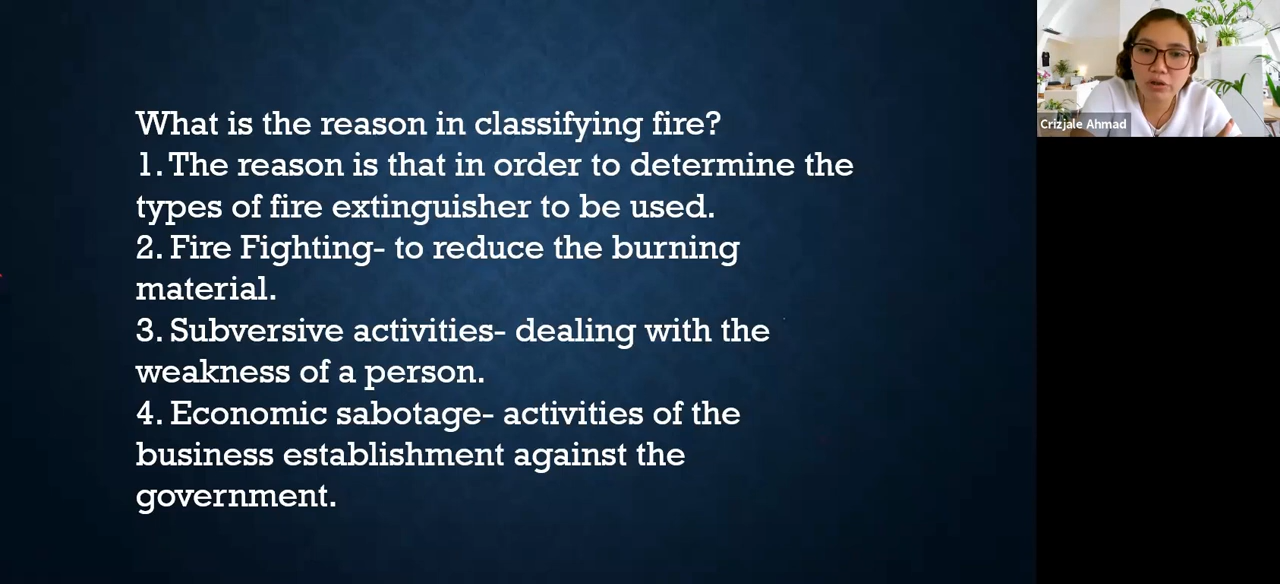 What is the reason in classifying fire?
1. The reason is that in order to determine the
types of fire extinguisher to be used.
2. Fire Fighting- to reduce the burning
material.
3. Subversive activities- dealing with the
weakness of a person.
4. Economic sabotage- activities of the
business establishment against the
government.
Crizjale Ahmad